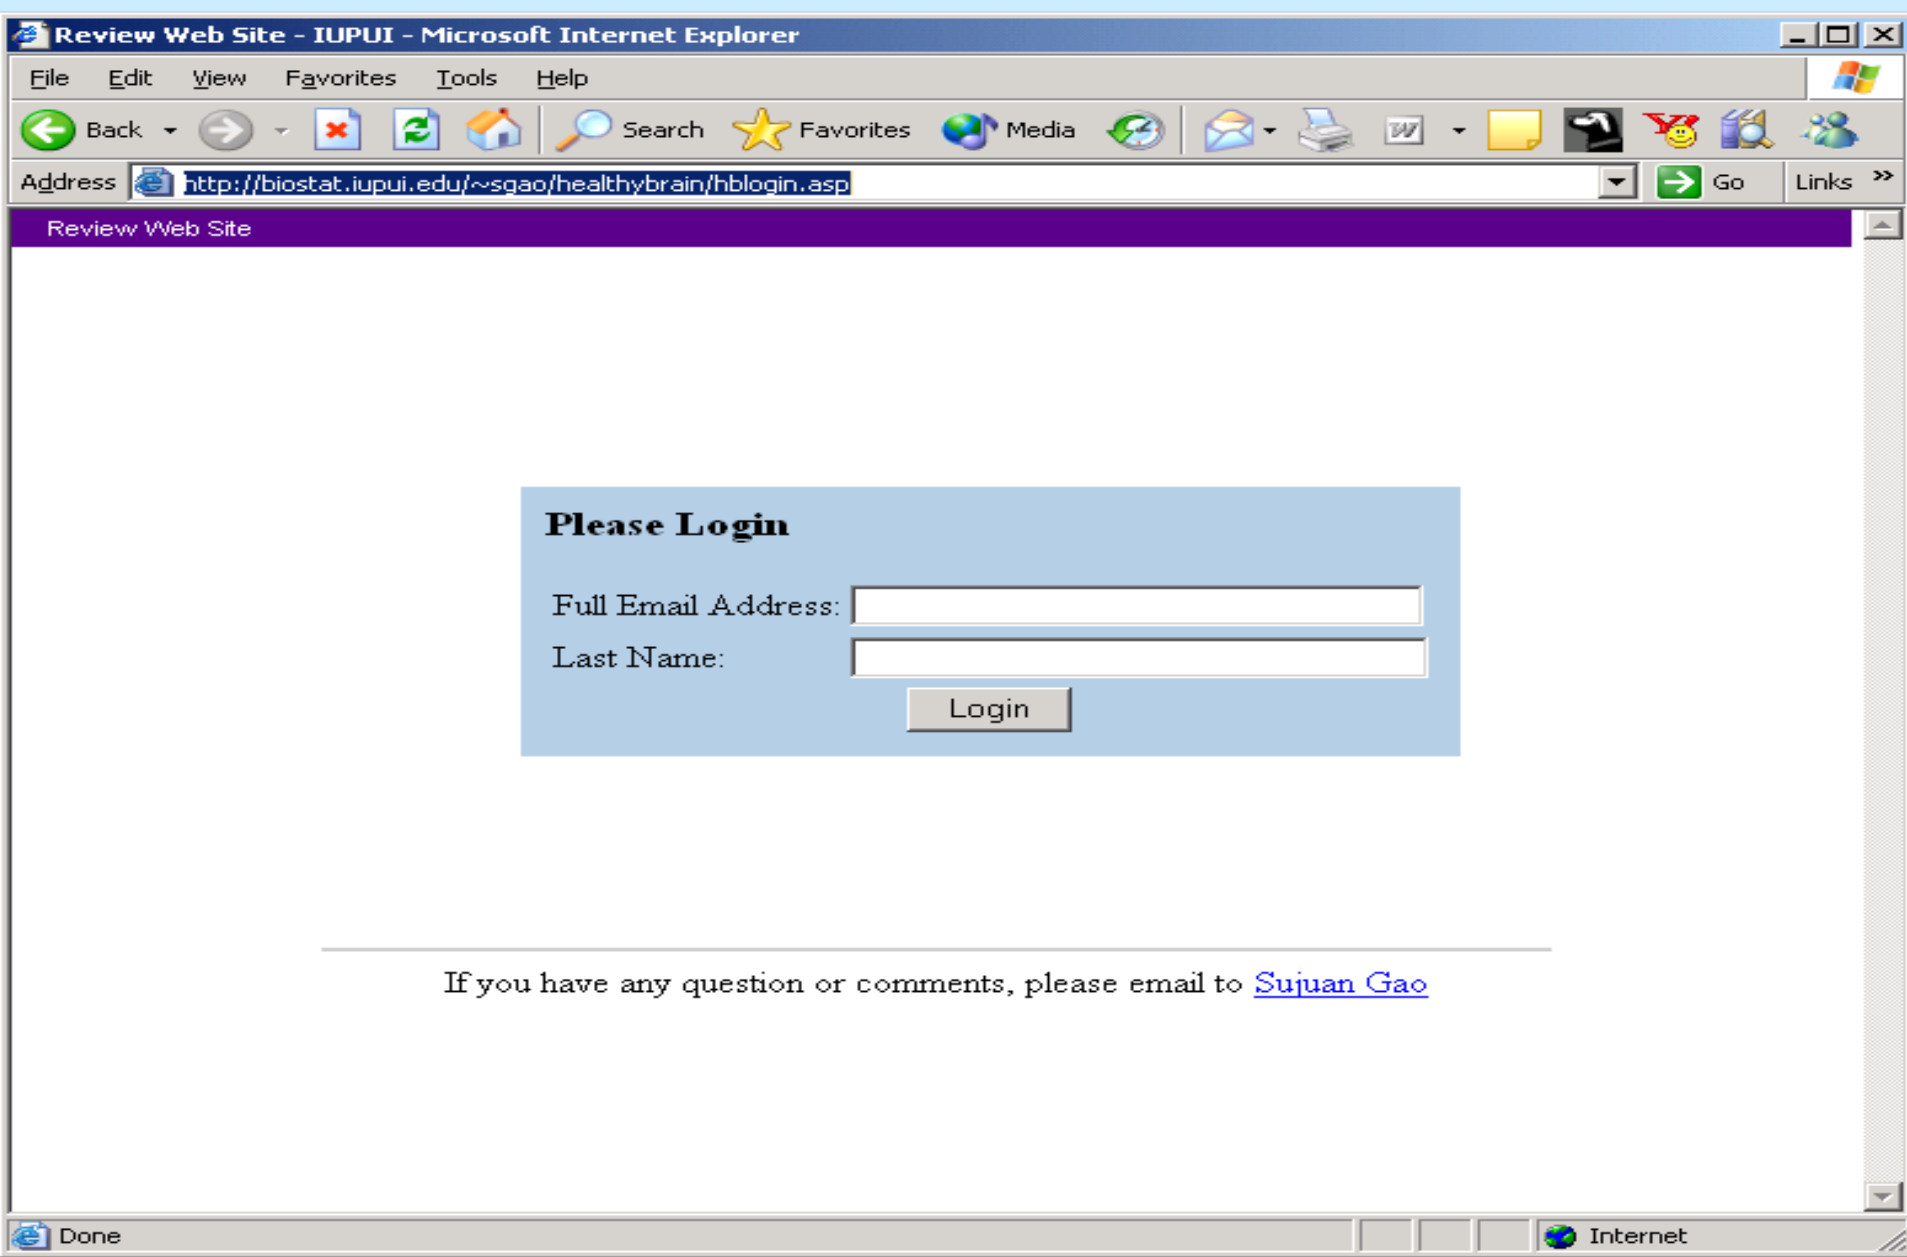 Review Web Site - IUPUI - Microsoft Internet Explorer
File Edit View Favorites Tools Help
Back Search Favorites Media W
Address http://biostat.iupui.edu/~sgao/healthybrain/hblogin.asp Go Links »
Review Web Site
Please Login
Full Email Address:
Last Name:
Login
If you have any question or comments, please email to Sujuan Gao
Done Internet